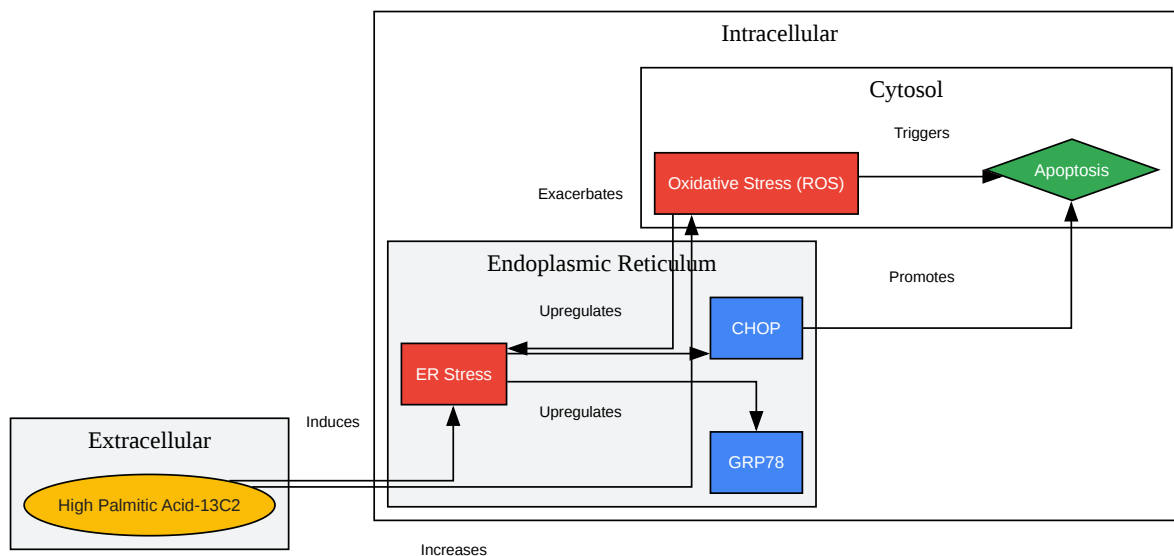 Intracellular
Cytosol
Triggers
Oxidative Stress (ROS)
Apoptosis
Exacerbates
Endoplasmic Reticulum
Promotes
Upregulates
CHOP
ER Stress
Upregulates
GRP78
Induces
Extracellular
High Palmitic Acid-13C2
Increases